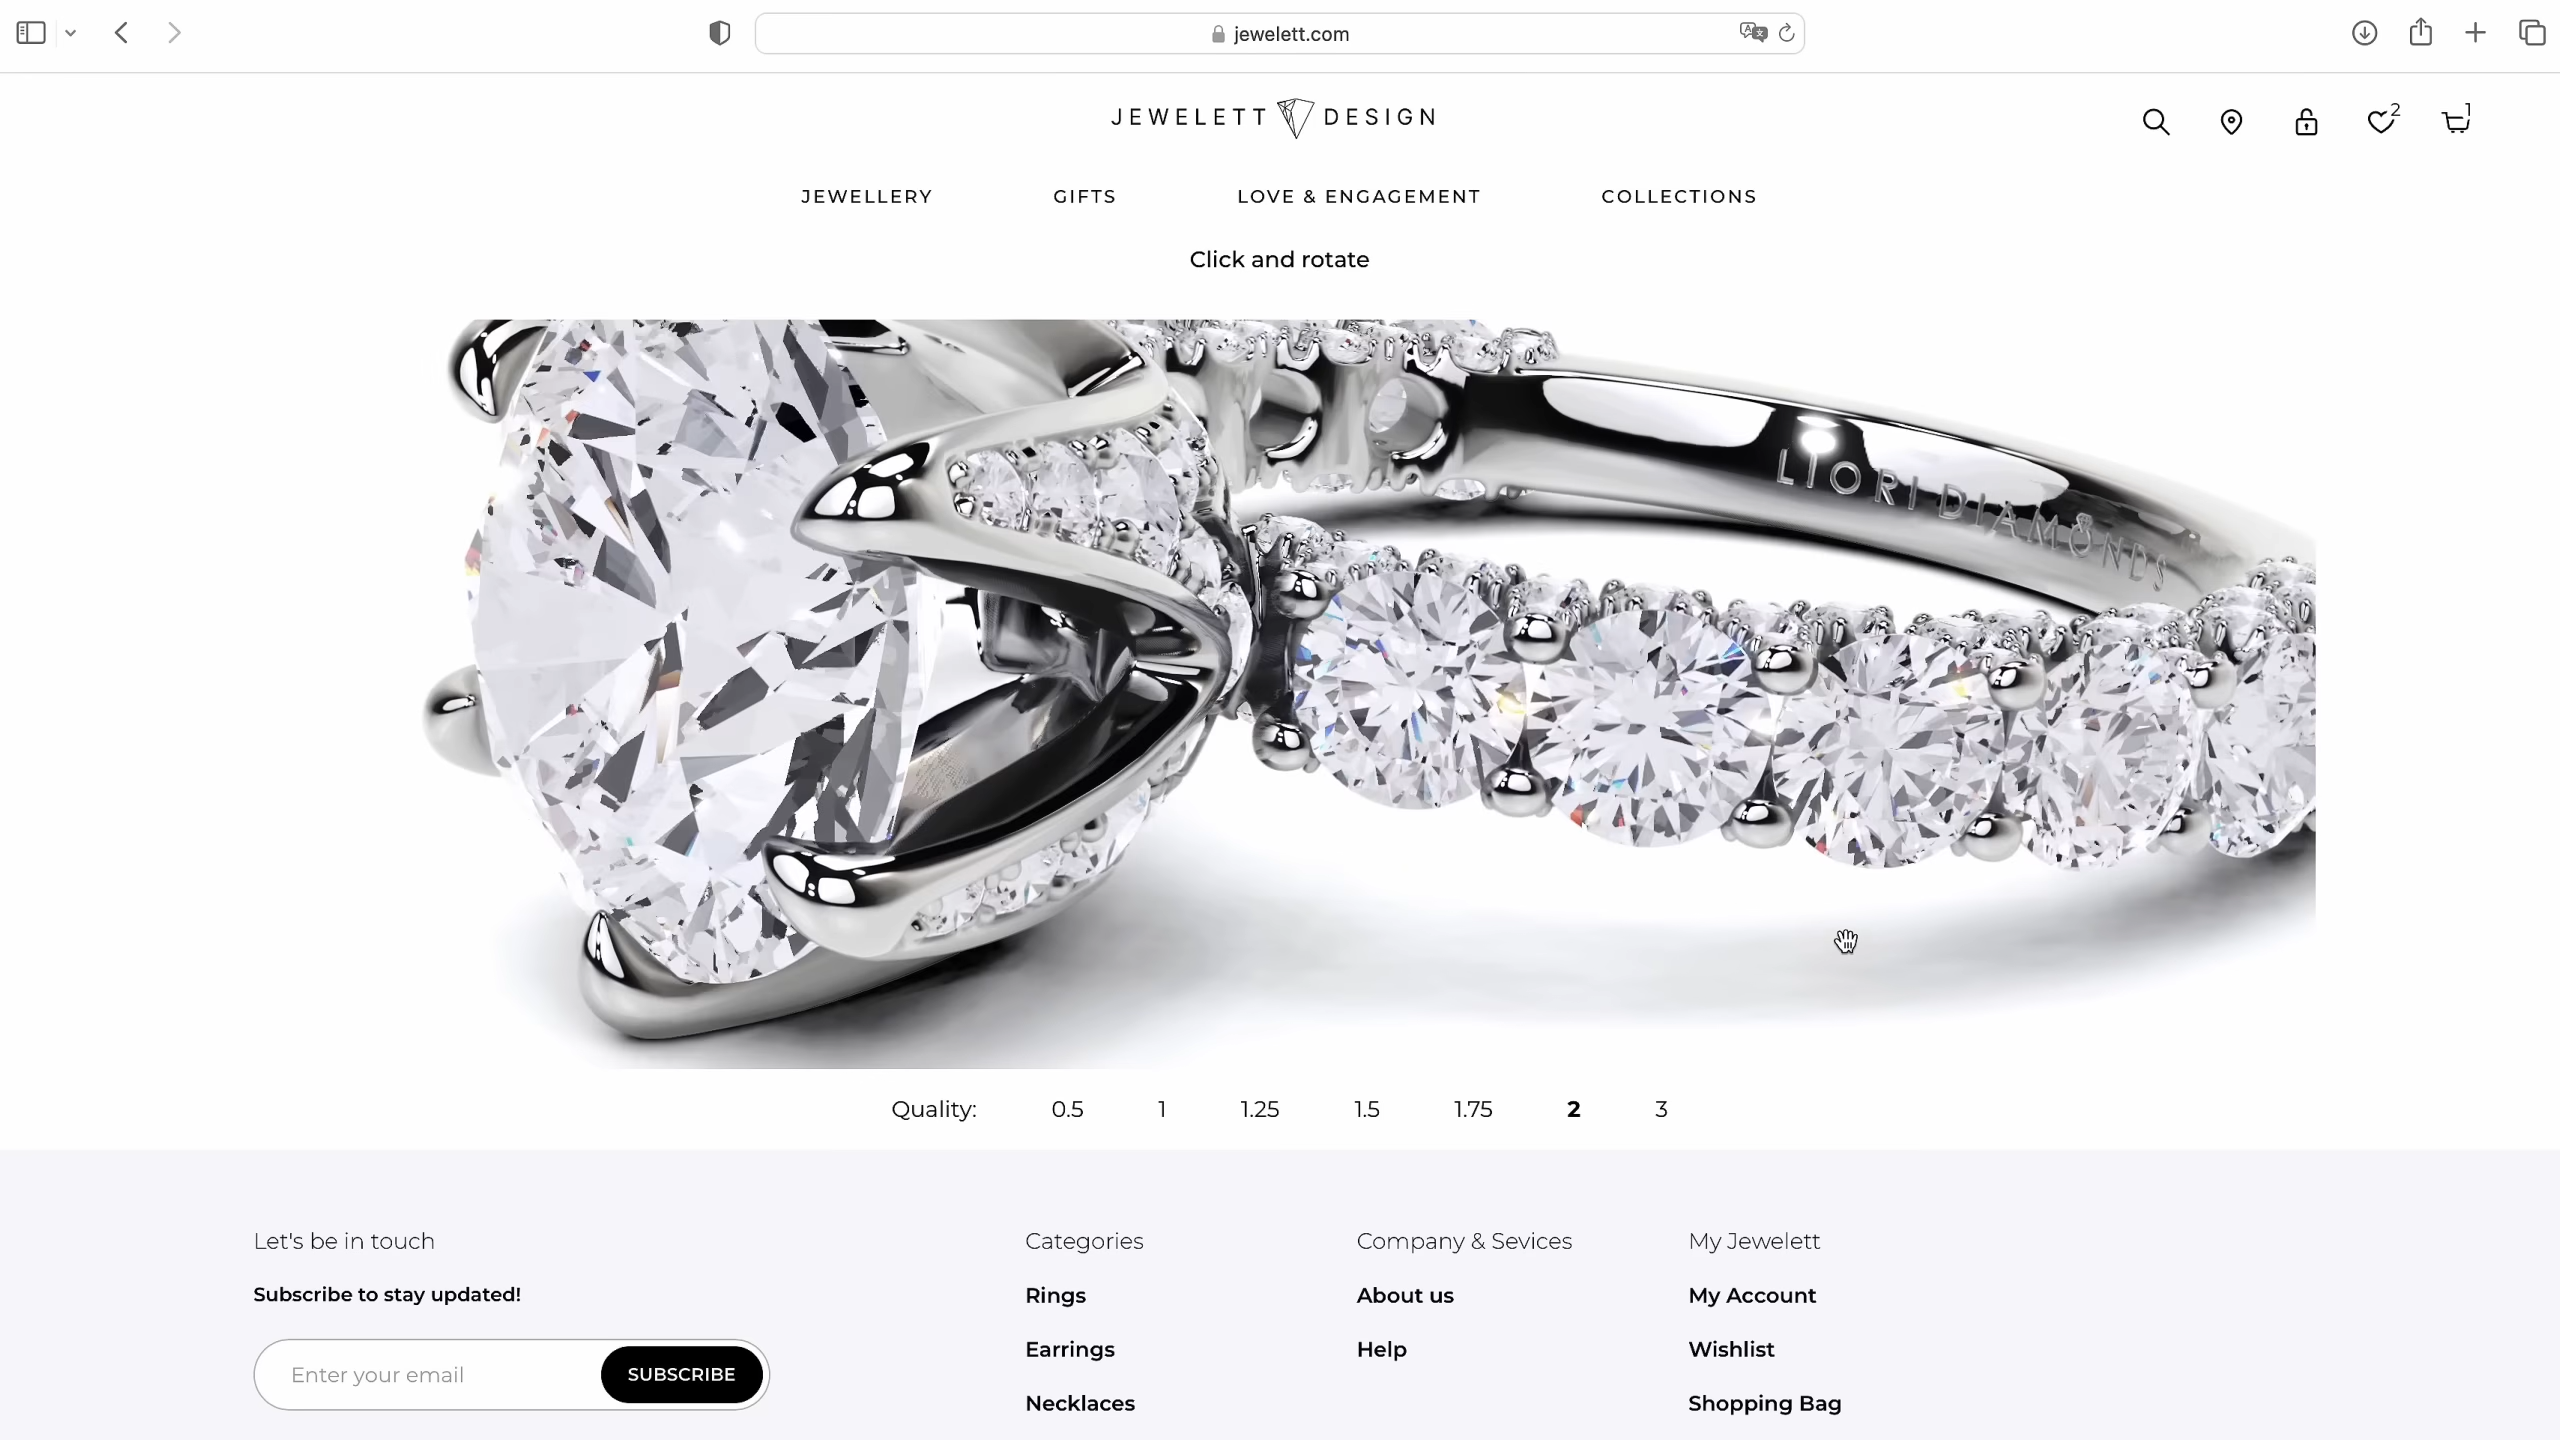 jewelett.com
JEWELETT DESIGN
2
1
JEWELLERY GIFTS LOVE & ENGAGEMENT COLLECTIONS
Click and rotate
LIORI DIAMONDS
Quality: 0.5 1 1.25 1.5 1.75 2 3
Let's be in touch
Subscribe to stay updated!
Enter your email SUBSCRIBE
Categories
Rings
Earrings
Necklaces
Company & Sevices
About us
Help
My Jewelett
My Account
Wishlist
Shopping Bag